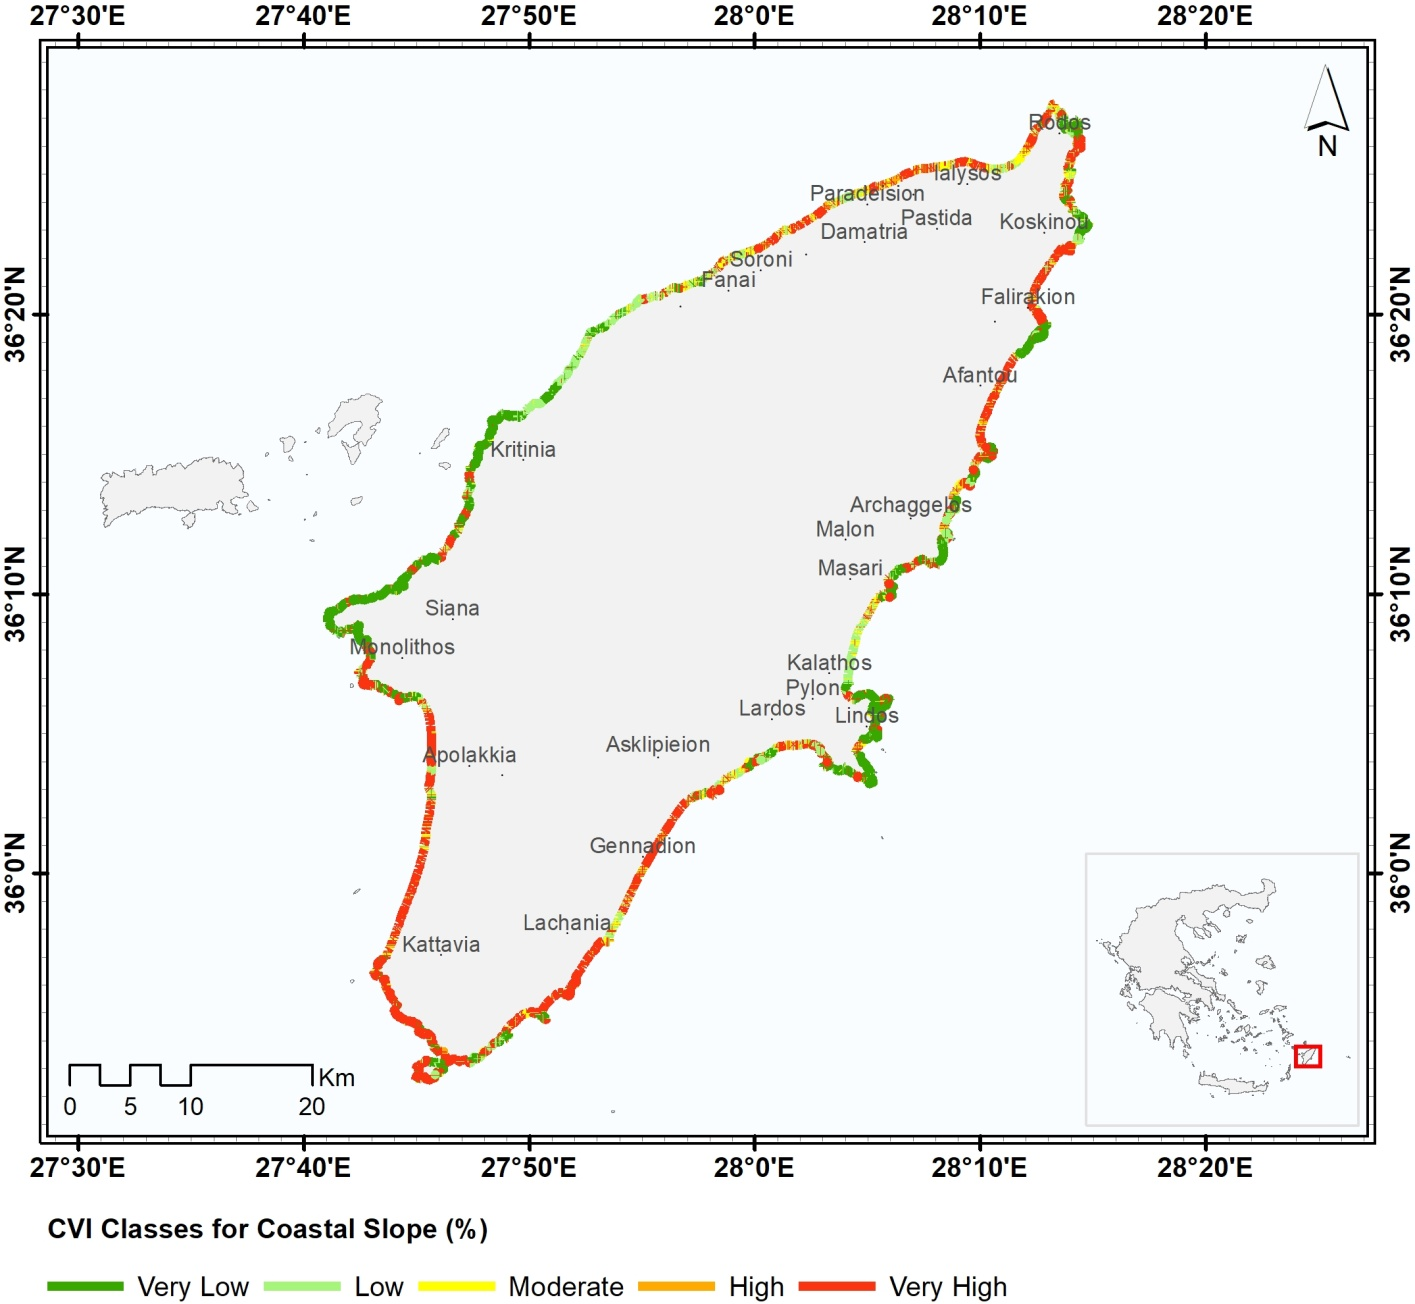 27°30'E 27°40'E 27°50'E 28°0'E 28°10'E 28°20'E
N
Rodos
Ialysos
Paradeision
Pastida
Koskinou
Damatria
Soroni
Fanai
36°20'N
36°20'N
Falirakion
Afantou
Kritinia
Archaggelos
Malon
Masari
36°10'N
36°10'N
Siana
Monolithos
Kalathos
Pylon
Lardos
Lindos
Asklipieion
Apolakkia
Gennadion
36°0'N
36°0'N
Lachania
Kattavia
Km
0 5 10 20
27°30'E 27°40'E 27°50'E 28°0'E 28°10'E 28°20'E
CVI Classes for Coastal Slope (%)
Very Low Low Moderate High Very High